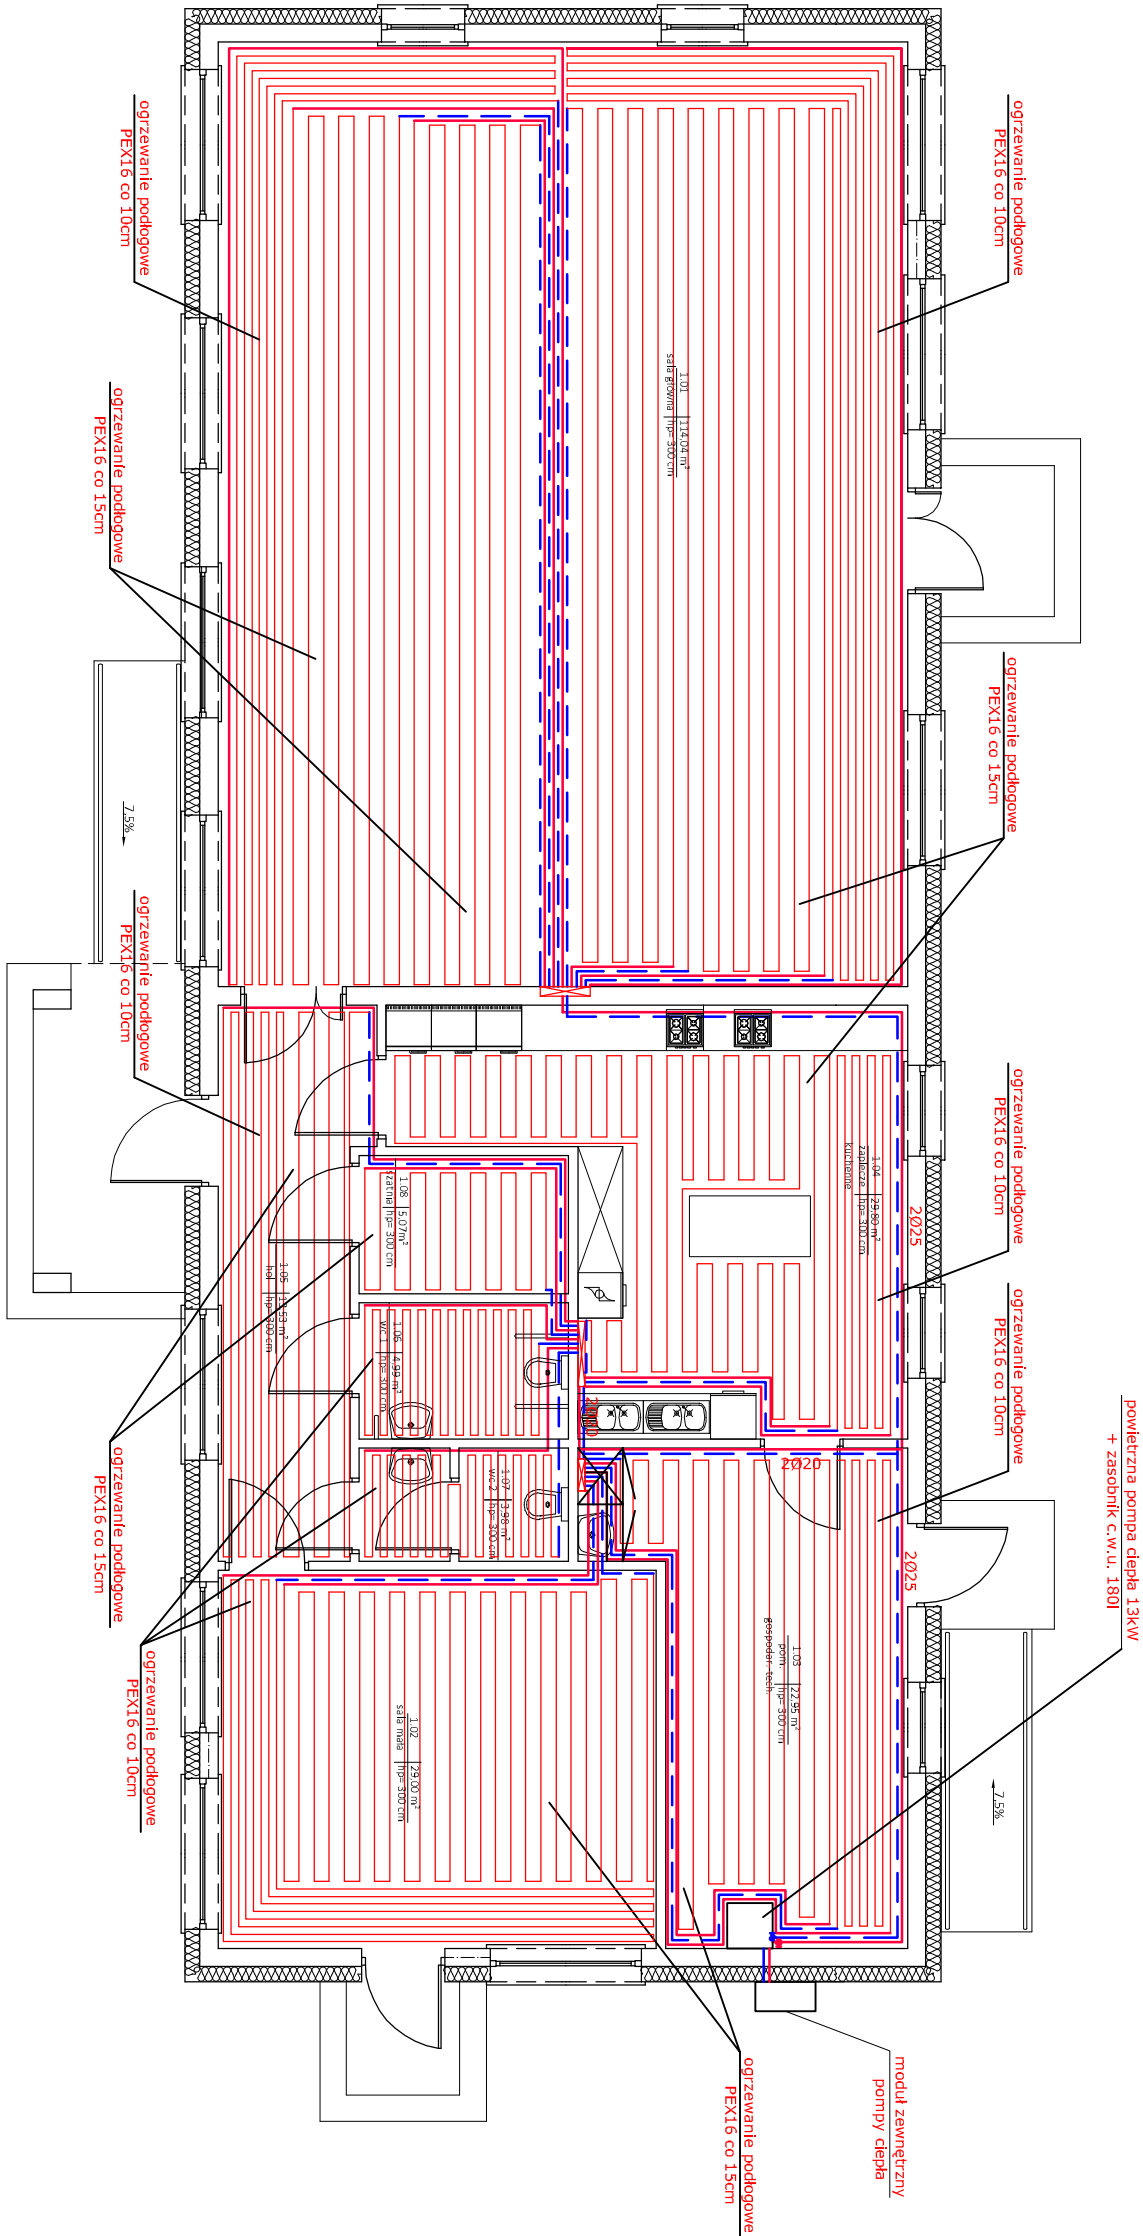 ogrzewanie podłogowe
PEX16 co 10cm
ogrzewanie podłogowe
PEX16 co 15cm
ogrzewanie podłogowe
PEX16 co 10cm
ogrzewanie podłogowe
PEX16 co 10cm
powietrzna pompa ciepła 13kW
+ zasobnik c.w.u. 180l
moduł zewnętrzny
pompy ciepła
ogrzewanie podłogowe
PEX16 co 15cm
7.5%
2Ø25
2Ø25
2Ø20
1.01
114.04 m²
sala główna
hp= 300 cm
1.04
29.80 m²
zaplecze
kuchenne
hp= 300 cm
1.03
22.95 m²
pom.
gospodar.-tech.
hp= 300 cm
1.08
5.07m²
szatnia
hp= 300 cm
1.06
4.99 m²
wc 1
hp= 300 cm
1.07
3.98 m²
wc 2
hp= 300 cm
1.05
hol
hp= 300 cm
1.02
29.00 m²
sala mała
hp= 300 cm
ogrzewanie podłogowe
PEX16 co 10cm
ogrzewanie podłogowe
PEX16 co 15cm
7.5%
ogrzewanie podłogowe
PEX16 co 10cm
ogrzewanie podłogowe
PEX16 co 15cm
ogrzewanie podłogowe
PEX16 co 10cm